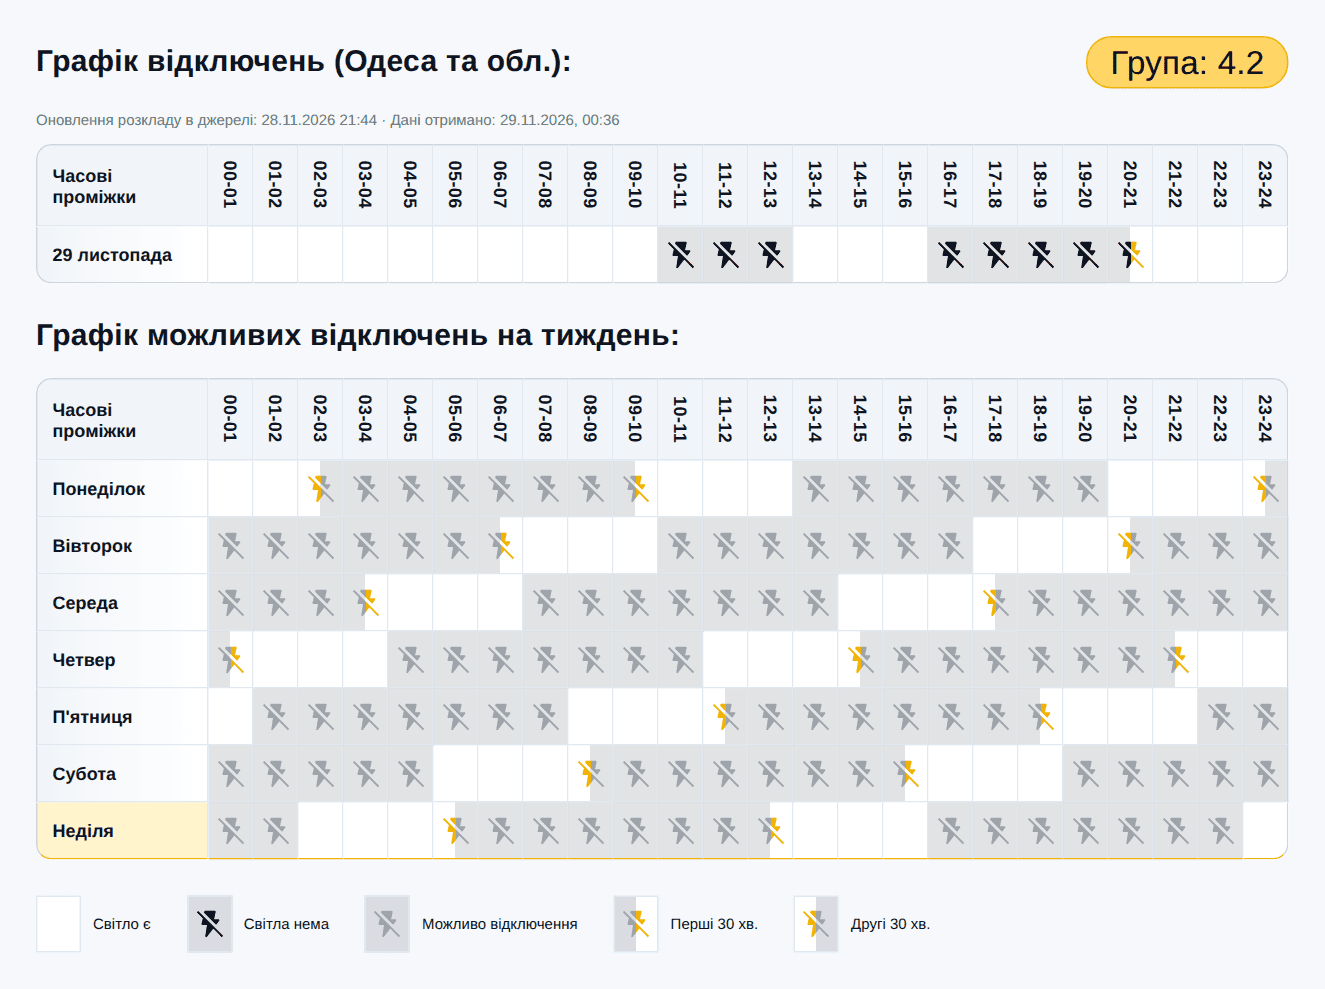 Графік відключень (Одеса та обл.):
Група: 4.2
Оновлення розкладу в джерелі: 28.11.2026 21:44 · Дані отримано: 29.11.2026, 00:36
Часові
проміжки
00-01 01-02 02-03 03-04 04-05 05-06 06-07 07-08 08-09 09-10 10-11 11-12 12-13 13-14 14-15 15-16 16-17 17-18 18-19 19-20 20-21 21-22 22-23 23-24
29 листопада
Графік можливих відключень на тиждень:
Часові
проміжки
00-01 01-02 02-03 03-04 04-05 05-06 06-07 07-08 08-09 09-10 10-11 11-12 12-13 13-14 14-15 15-16 16-17 17-18 18-19 19-20 20-21 21-22 22-23 23-24
Понеділок
Вівторок
Середа
Четвер
П'ятниця
Субота
Неділя
Світло є
Світла нема
Можливо відключення
Перші 30 хв.
Другі 30 хв.